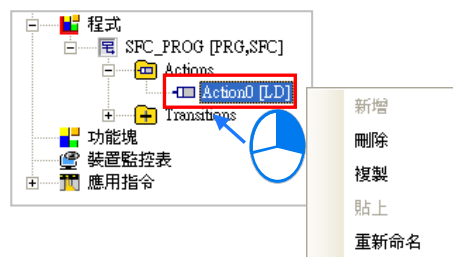 程式
SFC_PROG [PRG,SFC]
Actions
Action0 [LD]
Transitions
功能塊
裝置監控表
應用指令
新增
刪除
複製
貼上
重新命名